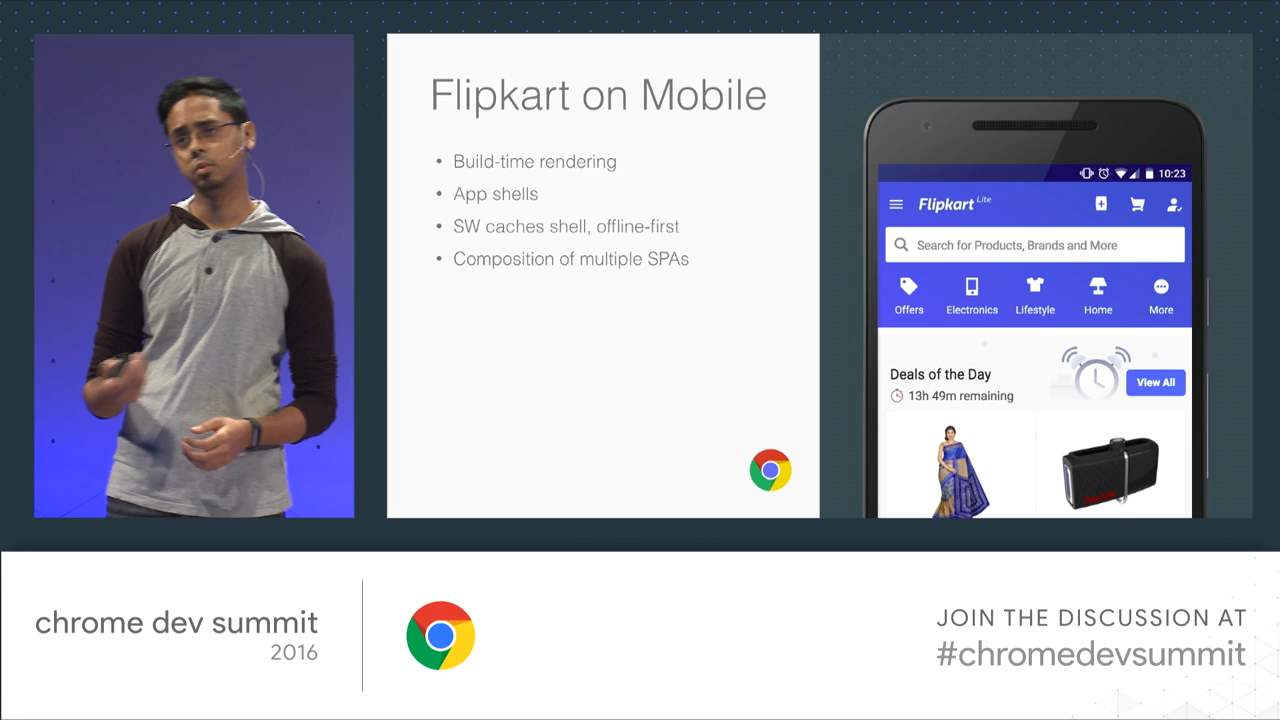 Flipkart on Mobile
• Build-time rendering
• App shells
• SW caches shell, offline-first
• Composition of multiple SPAs
10:23
Flipkart Lite
Search for Products, Brands and More
Offers Electronics Lifestyle Home More
Deals of the Day
13h 49m remaining
View All
chrome dev summit
2016
JOIN THE DISCUSSION AT
#chromedevsummit